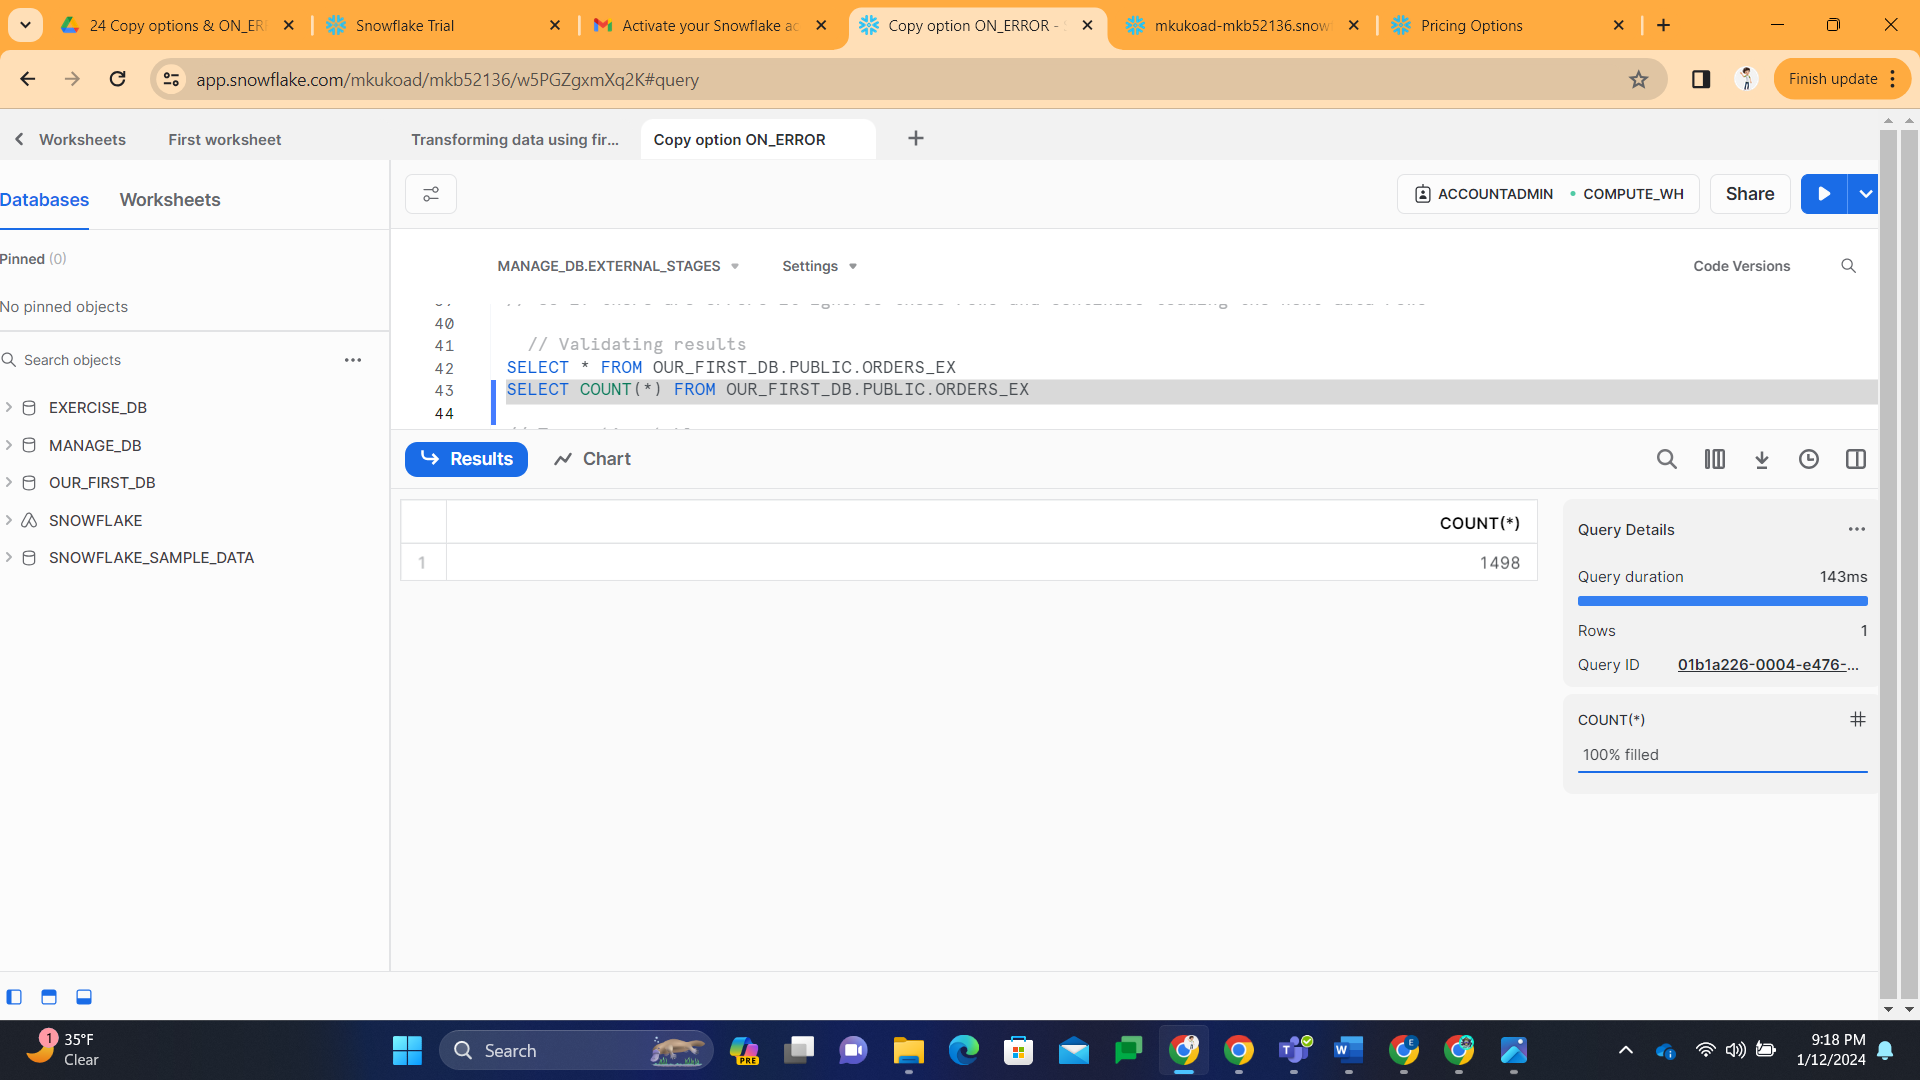 24 Copy options & ON_ER
Snowflake Trial
Activate your Snowflake ac
Copy option ON_ERROR - S
mkukoad-mkb52136.snow
Pricing Options
app.snowflake.com/mkukoad/mkb52136/w5PGZgxmXq2K#query
Finish update
Worksheets
First worksheet
Transforming data using fir...
Copy option ON_ERROR
Databases
Worksheets
ACCOUNTADMIN
COMPUTE_WH
Share
Pinned (0)
No pinned objects
Search objects
EXERCISE_DB
MANAGE_DB
OUR_FIRST_DB
SNOWFLAKE
SNOWFLAKE_SAMPLE_DATA
MANAGE_DB.EXTERNAL_STAGES
Settings
Code Versions
40
41 // Validating results
42 SELECT * FROM OUR_FIRST_DB.PUBLIC.ORDERS_EX
43 SELECT COUNT(*) FROM OUR_FIRST_DB.PUBLIC.ORDERS_EX
44
Results
Chart
COUNT(*)
1 1498
Query Details
Query duration 143ms
Rows 1
Query ID 01b1a226-0004-e476-...
COUNT(*)
100% filled
1
35°F
Clear
Search
PRE
9:18 PM
1/12/2024